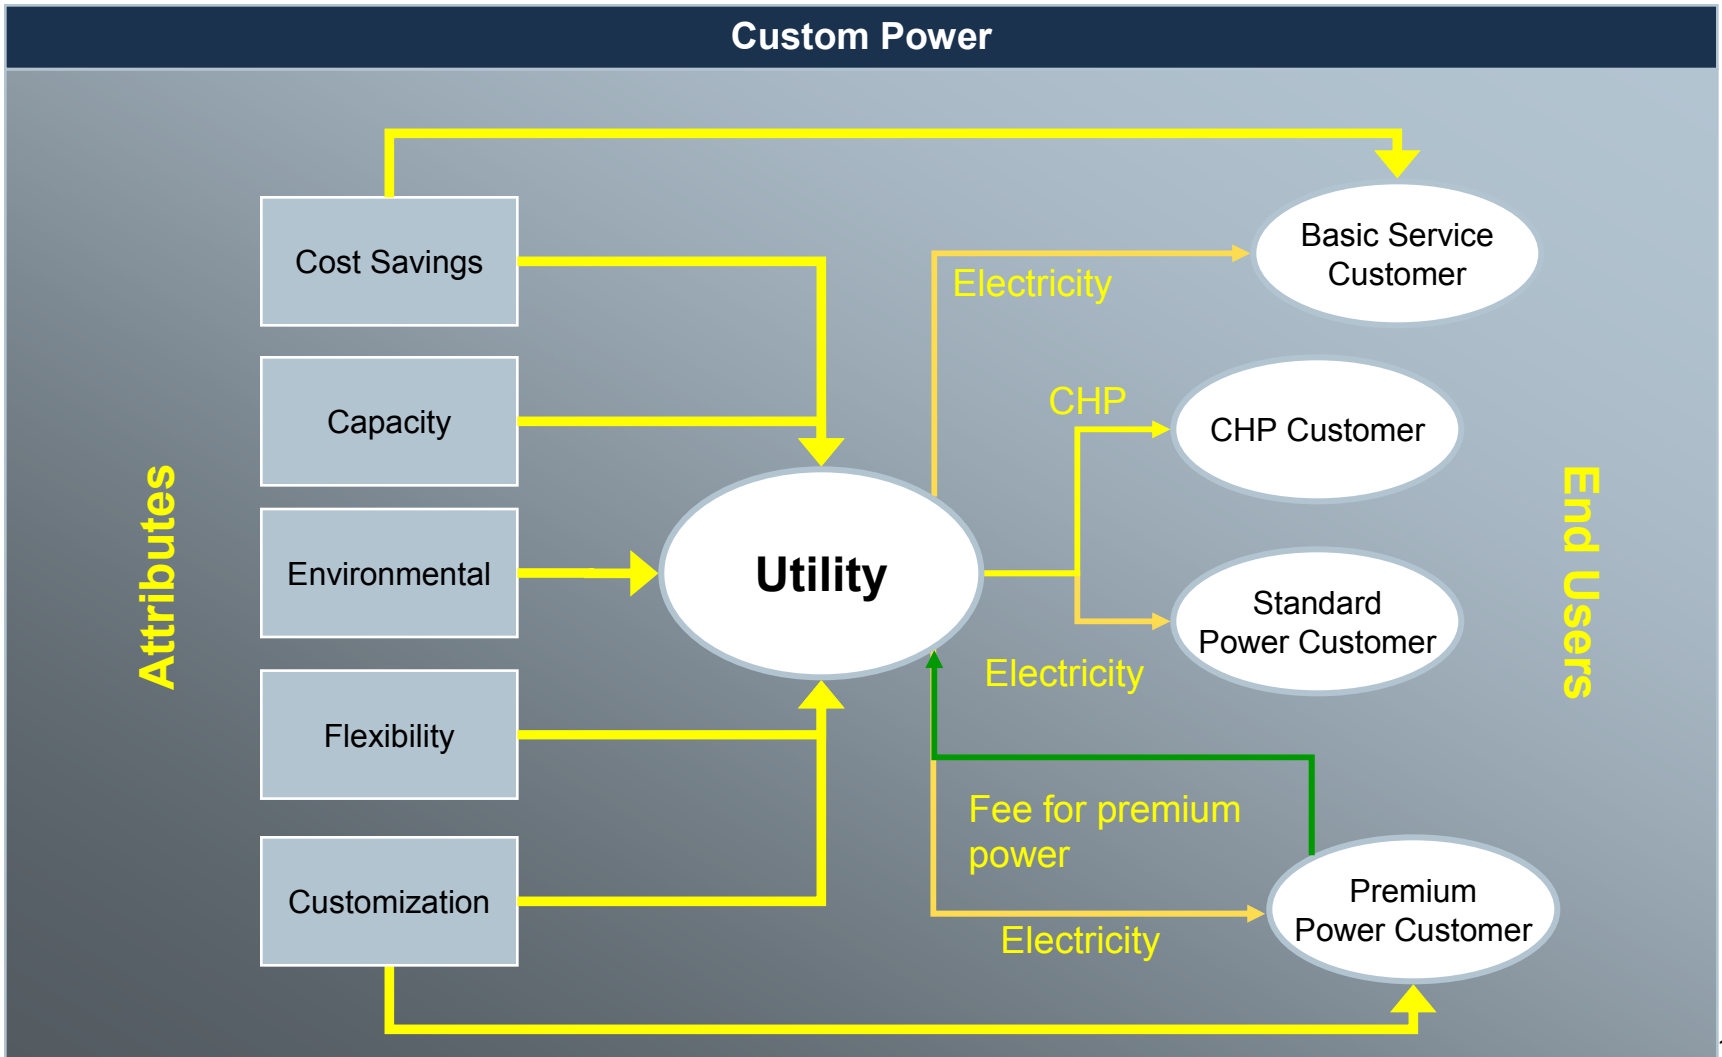 Custom Power
Cost Savings
Capacity
Environmental
Flexibility
Customization
Attributes
Utility
Electricity
CHP
Electricity
Fee for premium
power
Electricity
Basic Service
Customer
CHP Customer
Standard
Power Customer
Premium
Power Customer
End Users